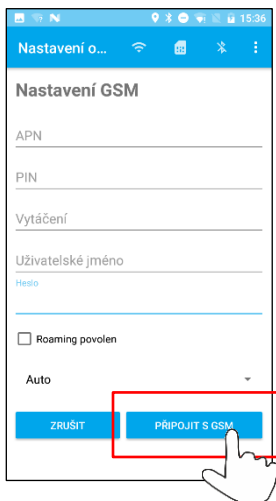 15:36
Nastavení o...
Nastavení GSM
APN
PIN
Vytáčení
Uživatelské jméno
Heslo
Roaming povolen
Auto
ZRUŠIT
PŘIPOJIT S GSM